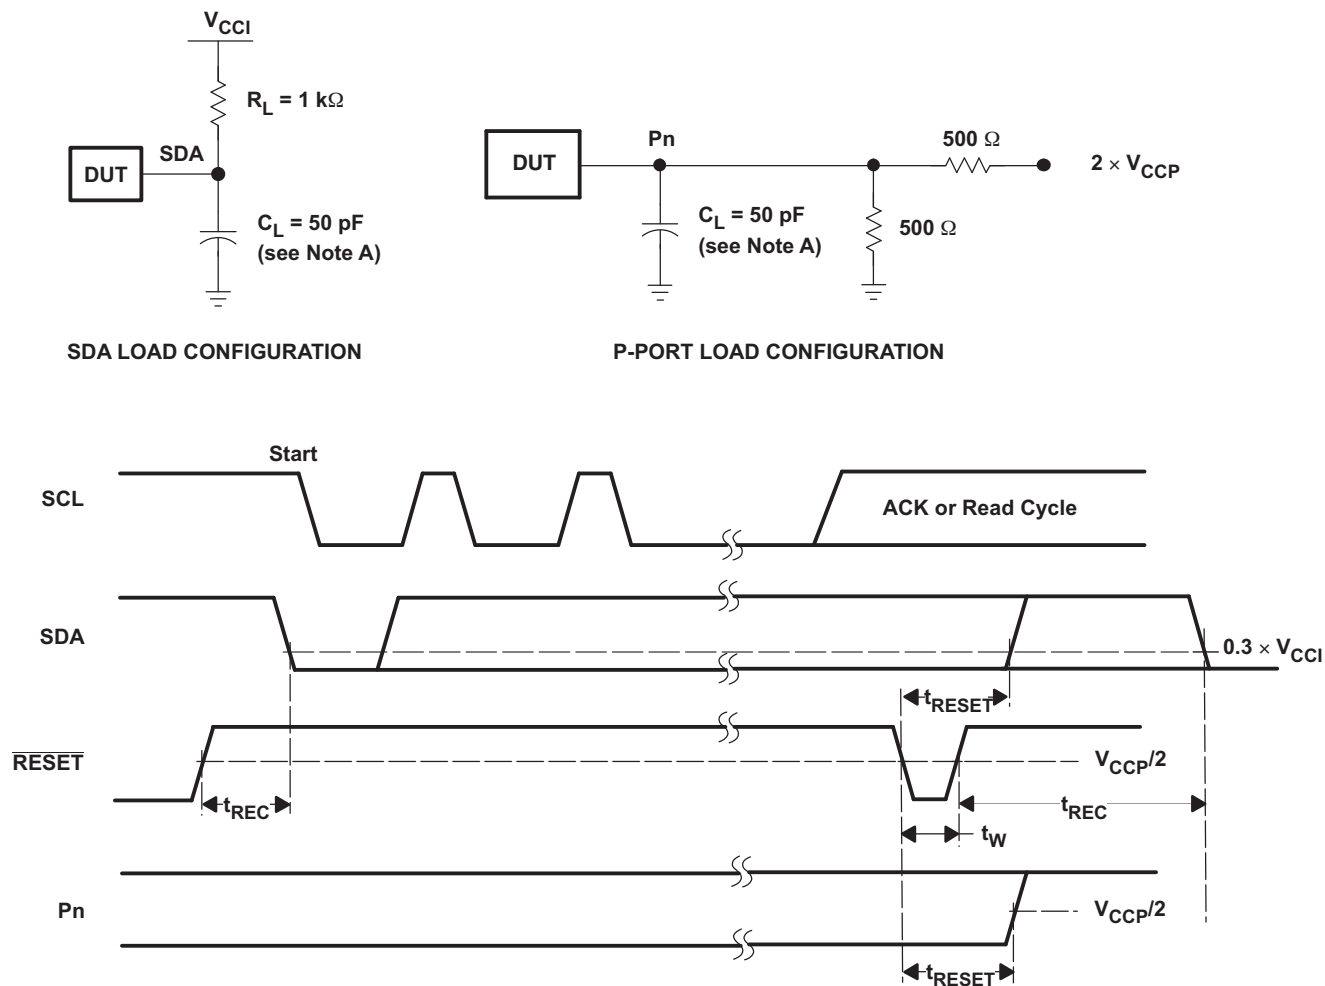 VCCI
RL = 1 kΩ
SDA
DUT
CL = 50 pF
(see Note A)
SDA LOAD CONFIGURATION
DUT
Pn
500 Ω
2 × VCCP
CL = 50 pF
(see Note A)
500 Ω
P-PORT LOAD CONFIGURATION
Start
SCL
ACK or Read Cycle
SDA
0.3 × VCCI
tRESET
RESET
VCCP/2
tREC
tREC
tW
Pn
VCCP/2
tRESET